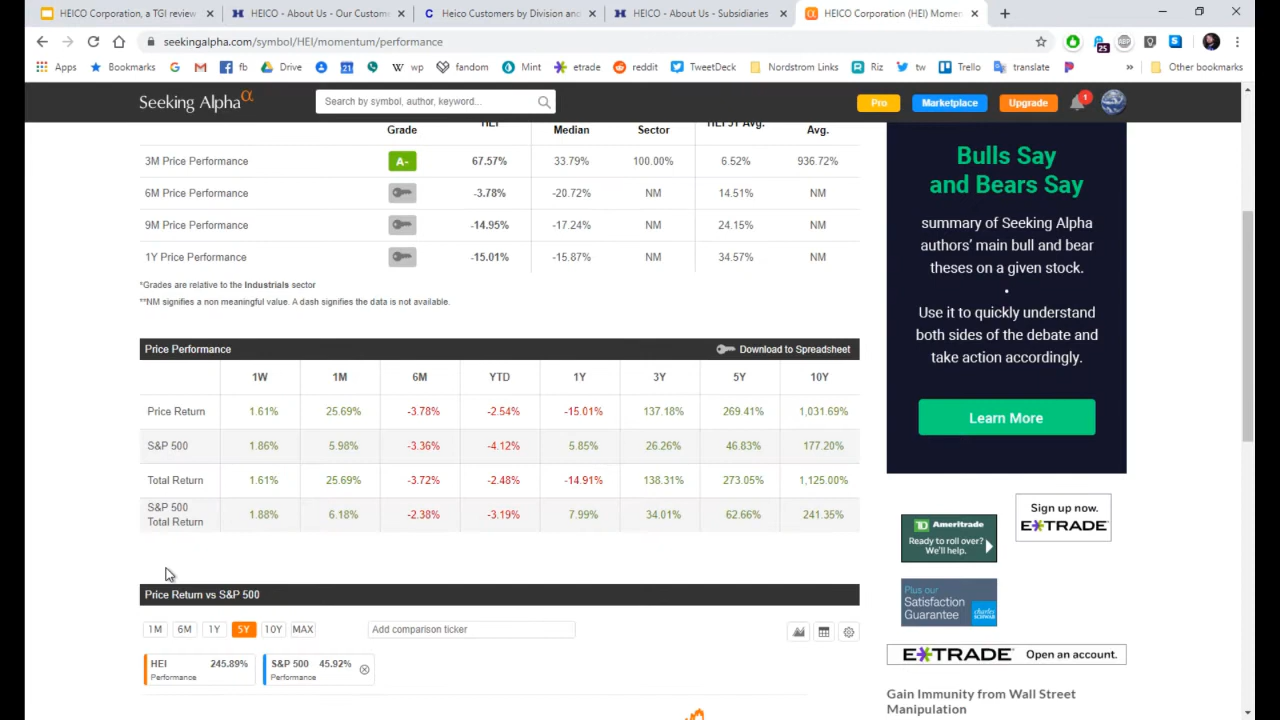 HEICO Corporation, a TGI review
HEICO - About Us - Our Custom
Heico Customers by Division and
HEICO - About Us - Subsidiaries
HEICO Corporation (HEI) Mome
seekingalpha.com/symbol/HEI/momentum/performance
25
ABP
Apps
Bookmarks
fb
Drive
21
wp
fandom
Mint
etrade
reddit
TweetDeck
Nordstrom Links
Riz
tw
Trello
translate
»
Other bookmarks
Seeking Alpha α
Search by symbol, author, keyword...
Pro
Marketplace
Upgrade
1
Grade HEI Median Sector HEI 5Y Avg. Avg.
3M Price Performance A- 67.57% 33.79% 100.00% 6.52% 936.72%
6M Price Performance -3.78% -20.72% NM 14.51% NM
9M Price Performance -14.95% -17.24% NM 24.15% NM
1Y Price Performance -15.01% -15.87% NM 34.57% NM
*Grades are relative to the Industrials sector
**NM signifies a non meaningful value. A dash signifies the data is not available.
Price Performance Download to Spreadsheet
1W 1M 6M YTD 1Y 3Y 5Y 10Y
Price Return 1.61% 25.69% -3.78% -2.54% -15.01% 137.18% 269.41% 1,031.69%
S&P 500 1.86% 5.98% -3.36% -4.12% 5.85% 26.26% 46.83% 177.20%
Total Return 1.61% 25.69% -3.72% -2.48% -14.91% 138.31% 273.05% 1,125.00%
S&P 500
Total Return 1.88% 6.18% -2.38% -3.19% 7.99% 34.01% 62.66% 241.35%
Price Return vs S&P 500
1M 6M 1Y 5Y 10Y MAX
Add comparison ticker
HEI 245.89%
Performance
S&P 500 45.92%
Performance
Bulls Say
and Bears Say
summary of Seeking Alpha
authors' main bull and bear
theses on a given stock.
•
Use it to quickly understand
both sides of the debate and
take action accordingly.
Learn More
TD Ameritrade
Ready to roll over?
We'll help.
Sign up now.
E*TRADE
Plus our
Satisfaction
Guarantee
charles
SCHWAB
E*TRADE Open an account.
Gain Immunity from Wall Street
Manipulation